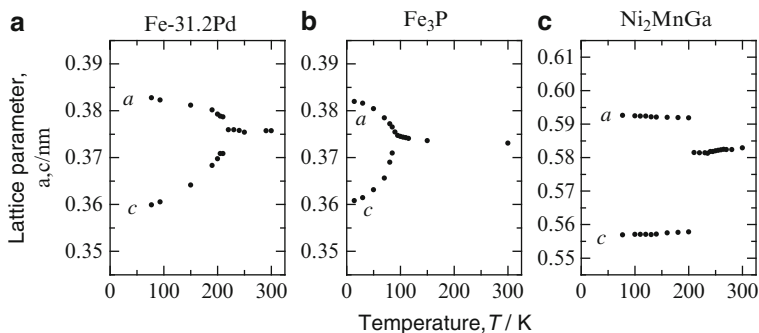 a Fe-31.2Pd
b Fe₃P
c Ni₂MnGa
Lattice parameter,
a,c/nm
0.39
0.38
0.37
0.36
0.35
a
c
0 100 200 300
0.39
0.38
0.37
0.36
0.35
a
c
0 100 200 300
0.61
0.60
0.59
0.58
0.57
0.56
0.55
a
c
0 100 200 300
Temperature, T / K